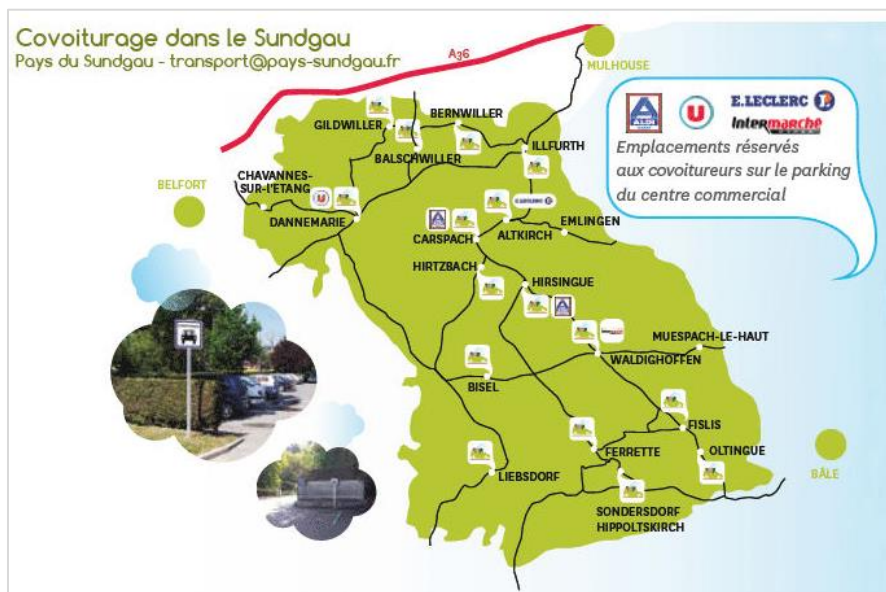 Covoiturage dans le Sundgau
Pays du Sundgau - transport@pays-sundgau.fr
A36
MULHOUSE
ALDI
U
E.LECLERC L
Intermarché
Emplacements réservés
aux covoitureurs sur le parking
du centre commercial
GILDWILLER
BERNWILLER
BALSCHWILLER
ILLFURTH
BELFORT
CHAVANNES-
SUR-L'ETANG
U
DANNEMARIE
E.LECLERC
CARSPACH
ALTKIRCH
EMLINGEN
HIRTZBACH
HIRSINGUE
MUESPACH-LE-HAUT
WALDIGHOFFEN
BISEL
FISLIS
FERRETTE
OLTINGUE
LIEBSDORF
BÂLE
SONDERSDORF
HIPPOLTSKIRCH